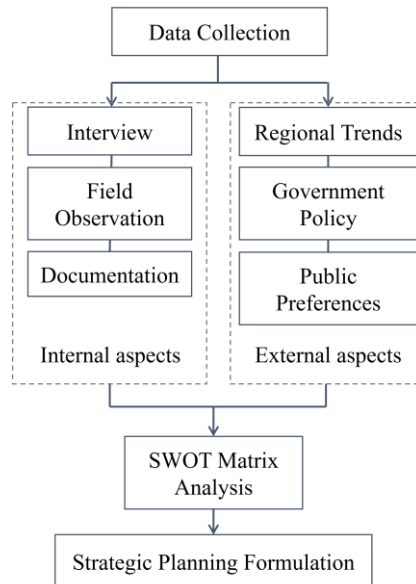 Data Collection
Interview
Field
Observation
Documentation
Internal aspects
Regional Trends
Government
Policy
Public
Preferences
External aspects
SWOT Matrix
Analysis
Strategic Planning Formulation